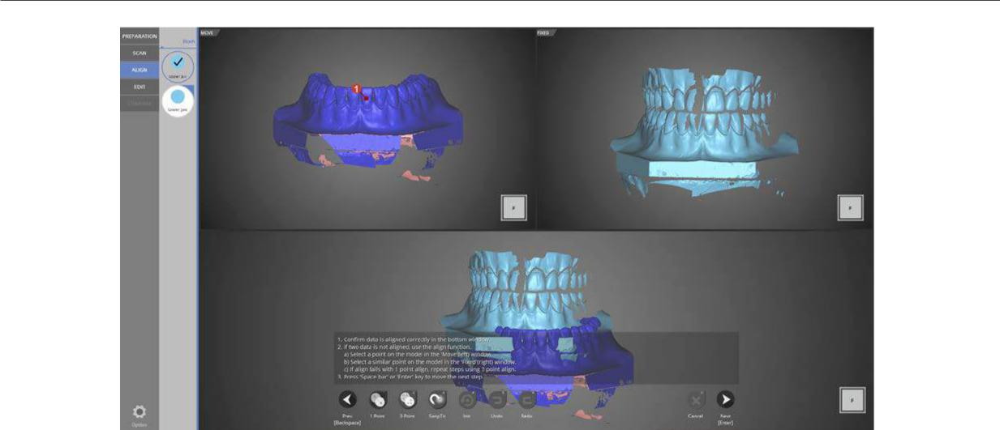 PREPARATION
SCAN
ALIGN
EDIT
Upper Jaw
Lower Jaw
MOVE
1
F
FIXED
F
1. Confirm data is aligned correctly in the bottom window.
2. If two data is not aligned, use the align function.
a) Select a point on the model in the 'Move'(left) window.
b) Select a similar point on the model in the 'Fixed'(right) window.
c) If align fails with 1 point align, repeat steps using 3 point align.
3. Press 'Space bar' or 'Enter' key to move the next step.
Prev
[Backspace]
1 Point
3 Point
SnapTo
Init
Undo
Redo
Cancel
Next
[Enter]
F
Option